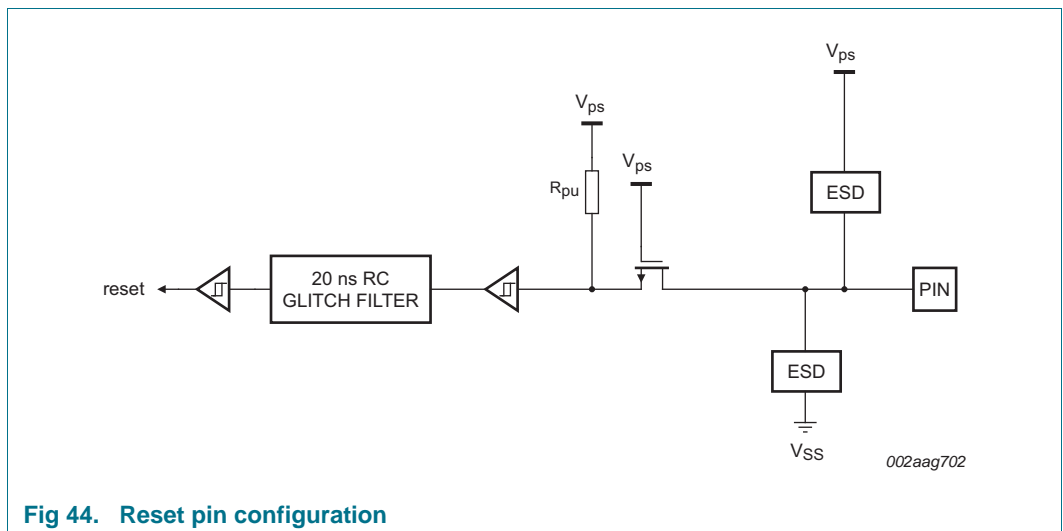 Vps
Vps
Vps
Rpu
ESD
reset
20 ns RC
GLITCH FILTER
PIN
ESD
VSS
002aag702
Fig 44. Reset pin configuration